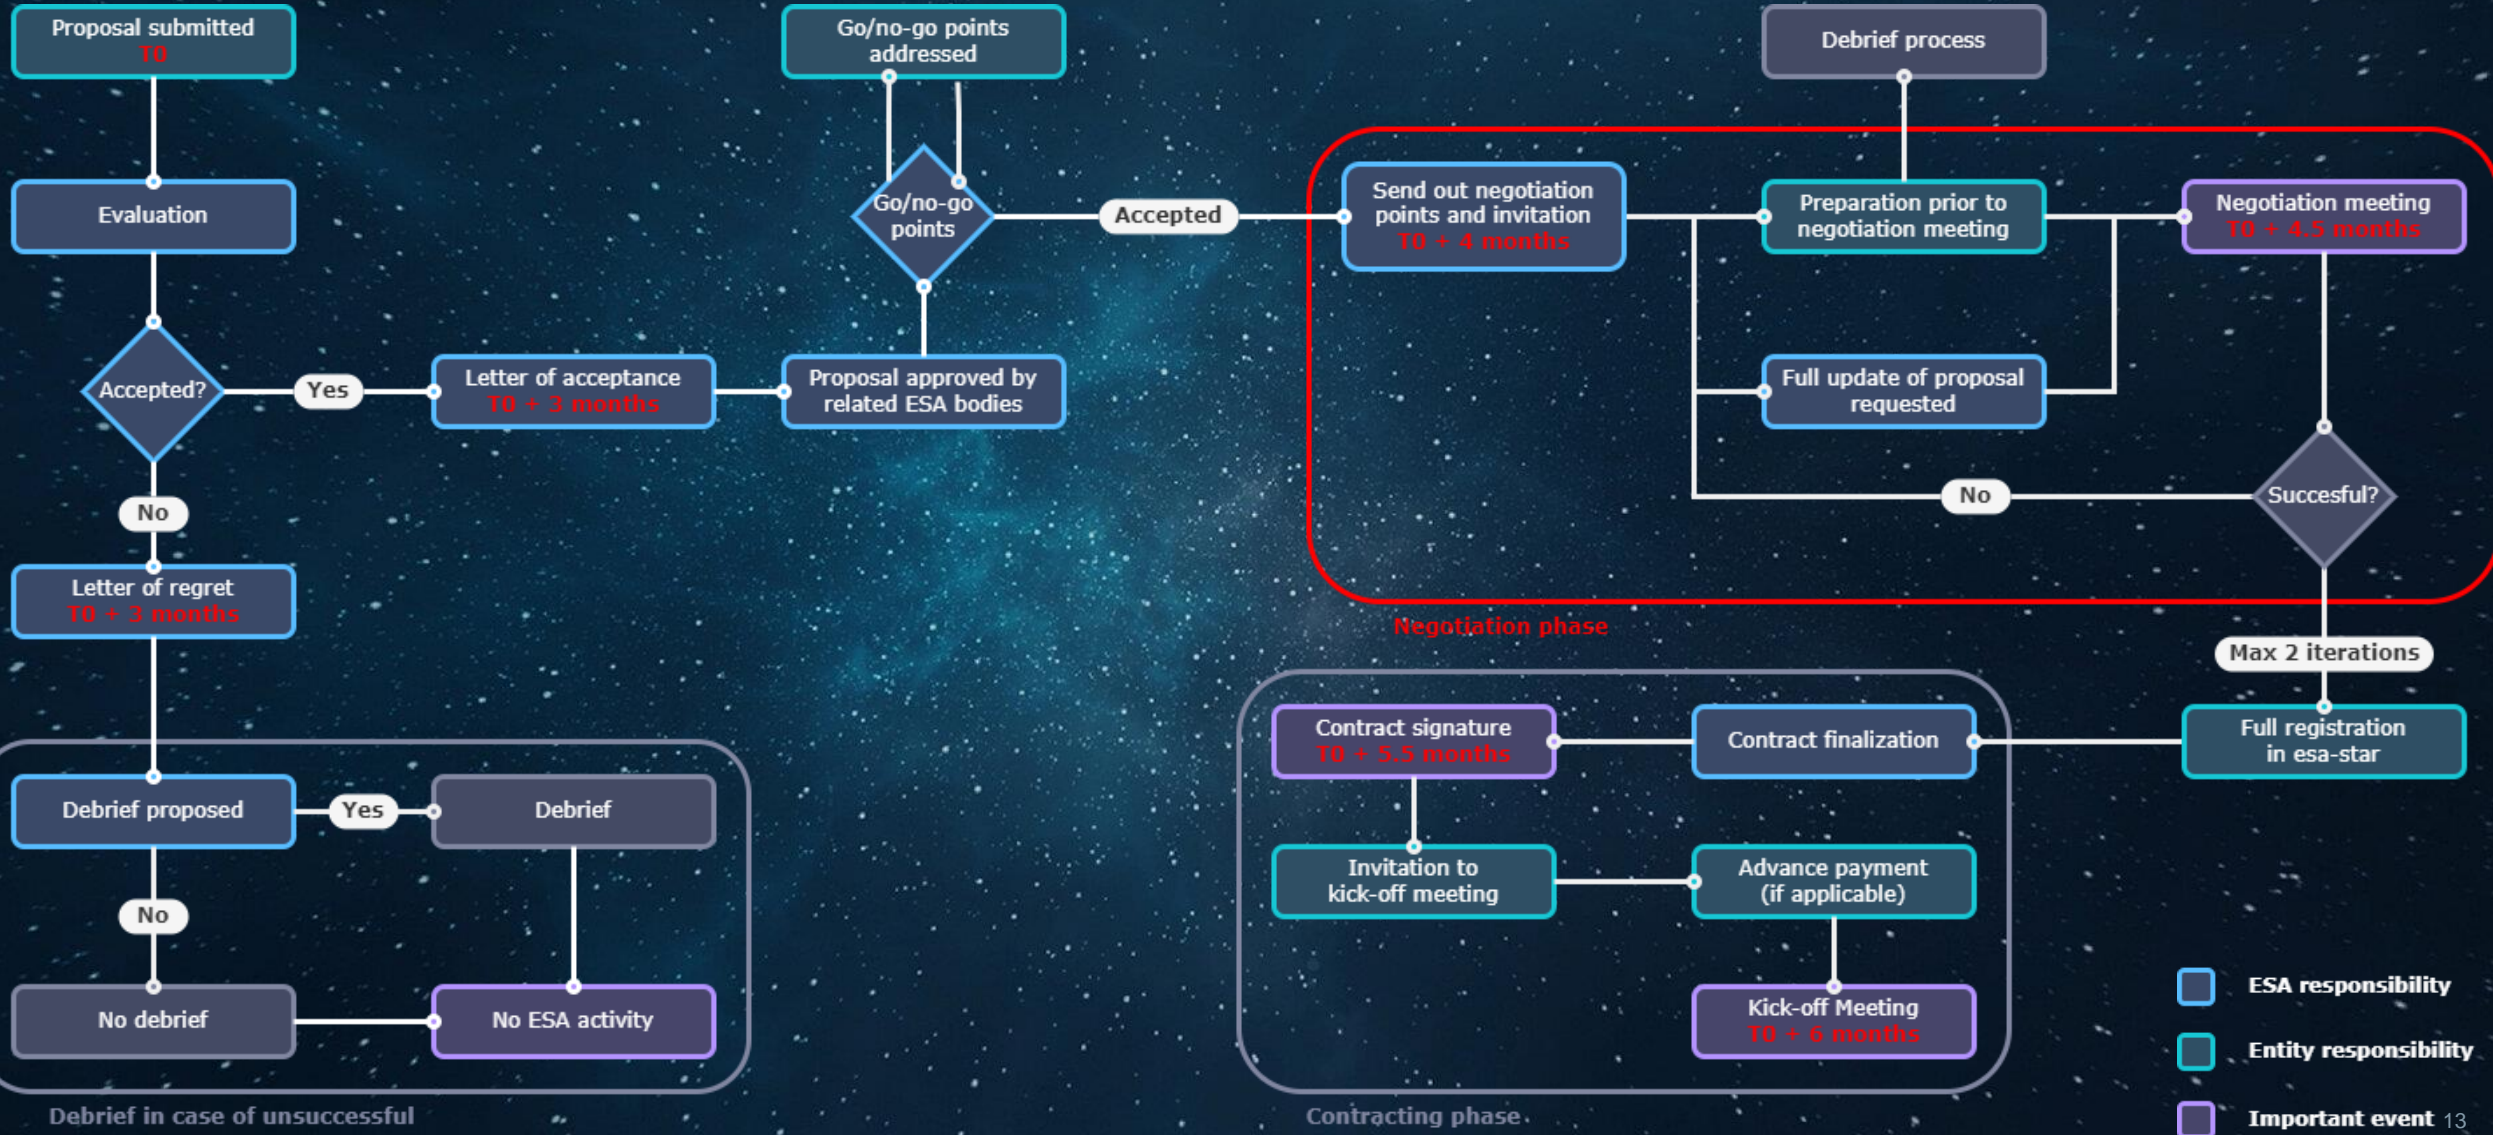 Proposal submitted
T0
Go/no-go points
addressed
Debrief process
Evaluation
Go/no-go
points
Accepted
Send out negotiation
points and invitation
T0 + 4 months
Preparation prior to
negotiation meeting
Negotiation meeting
T0 + 4.5 months
Accepted?
Yes
Letter of acceptance
T0 + 3 months
Proposal approved by
related ESA bodies
Full update of proposal
requested
No
Succesful?
No
Letter of regret
T0 + 3 months
Negotiation phase
Max 2 iterations
Contract signature
T0 + 5.5 months
Contract finalization
Full registration
in esa-star
Debrief proposed
Yes
Debrief
Invitation to
kick-off meeting
Advance payment
(if applicable)
No
No debrief
No ESA activity
Kick-off Meeting
T0 + 6 months
ESA responsibility
Entity responsibility
Important event
13
Debrief in case of unsuccessful
Contracting phase